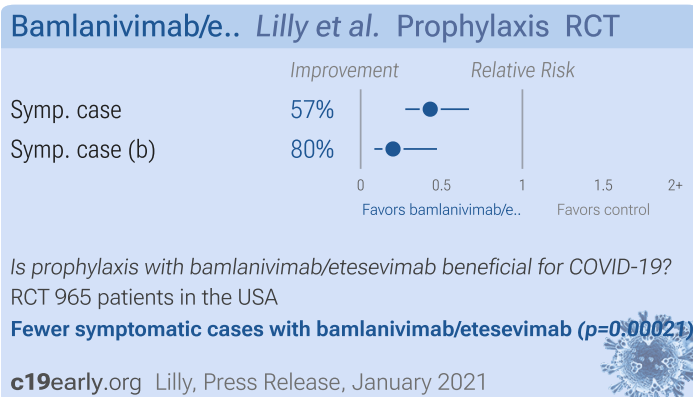 Bamlanivimab/e.. Lilly et al. Prophylaxis RCT
Improvement Relative Risk
Symp. case 57%
Symp. case (b) 80%
0 0.5 1 1.5 2+
Favors bamlanivimab/e.. Favors control
Is prophylaxis with bamlanivimab/etesevimab beneficial for COVID-19?
RCT 965 patients in the USA
Fewer symptomatic cases with bamlanivimab/etesevimab (p=0.00021)
c19early.org Lilly, Press Release, January 2021